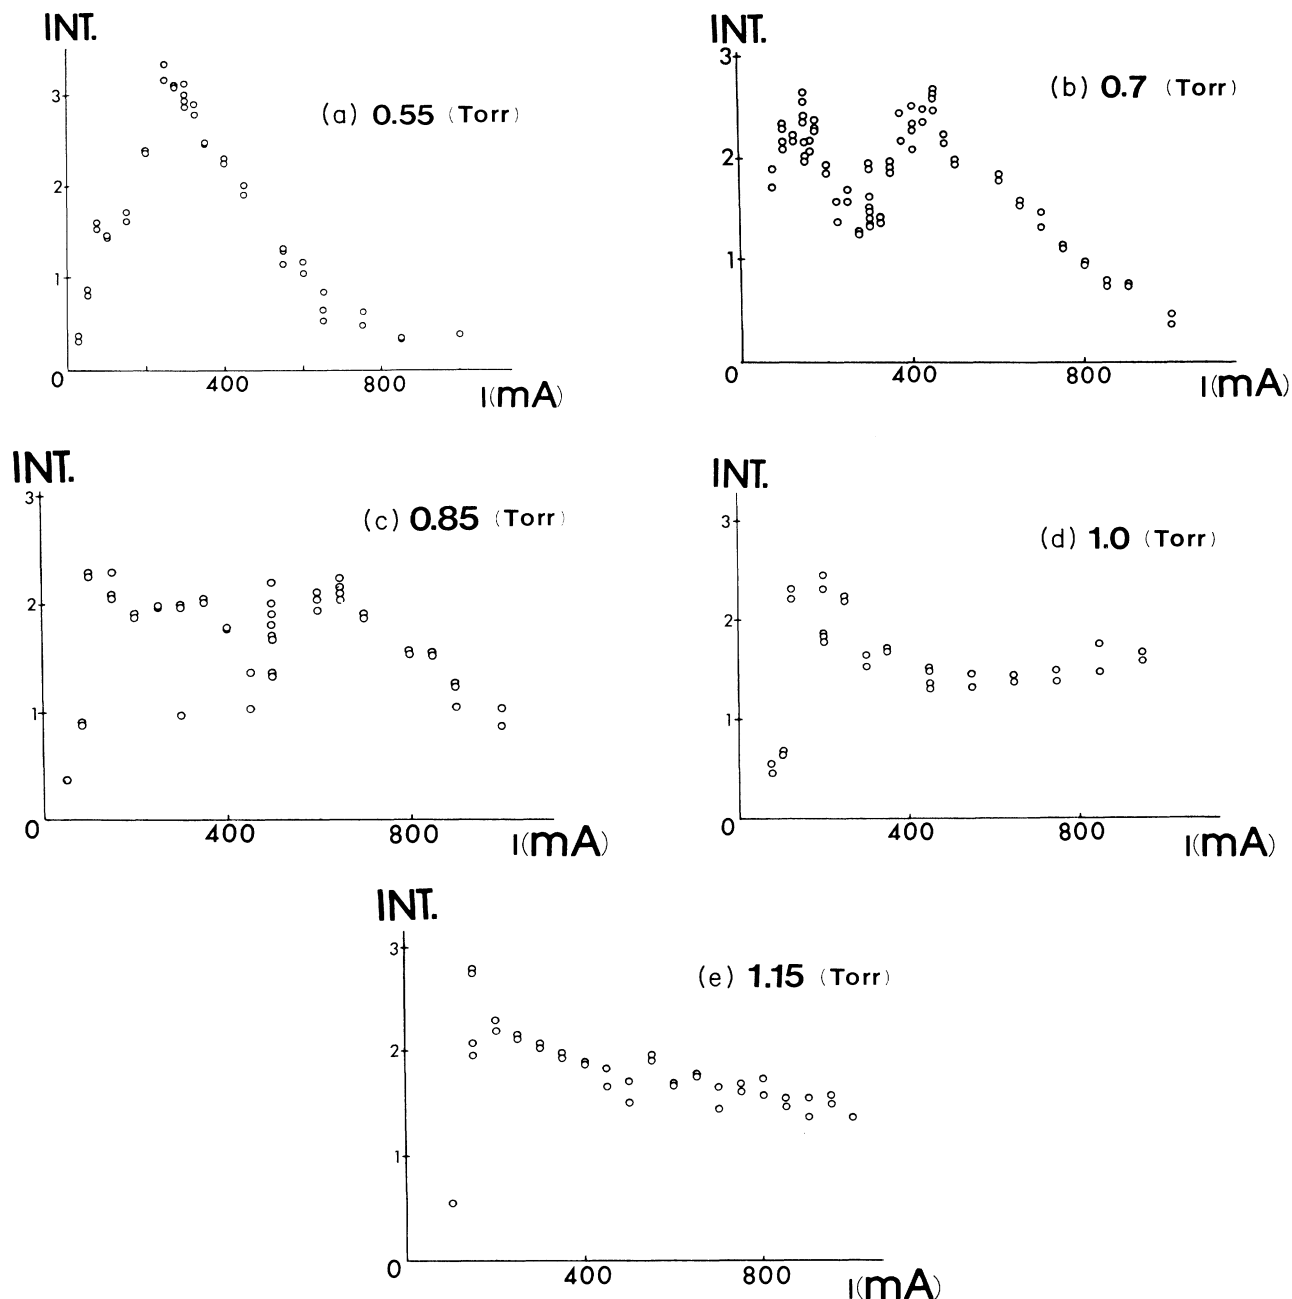 INT.
3
2
1
0
400
800
I(mA)
(a) 0.55 (Torr)
INT.
3
2
1
0
400
800
I(mA)
(b) 0.7 (Torr)
INT.
3
2
1
0
400
800
I(mA)
(c) 0.85 (Torr)
INT.
3
2
1
0
400
800
I(mA)
(d) 1.0 (Torr)
INT.
3
2
1
0
400
800
I(mA)
(e) 1.15 (Torr)